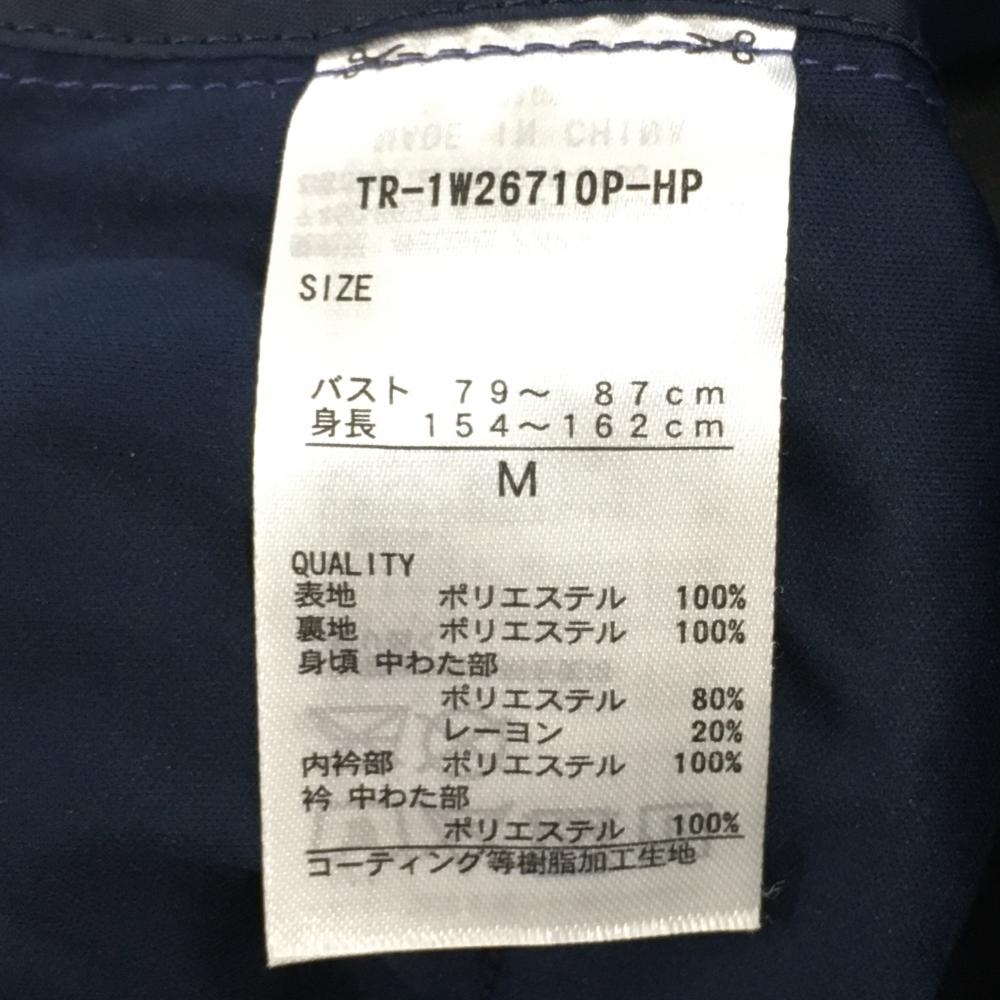 TR-1W26710P-HP
SIZE
バスト 79～ 87cm
身長 154～162cm
M
QUALITY
表地 ポリエステル 100%
裏地 ポリエステル 100%
身頃 中わた部
ポリエステル 80%
レーヨン 20%
内衿部 ポリエステル 100%
衿 中わた部
ポリエステル 100%
コーティング等樹脂加工生地
MADE IN CHINA